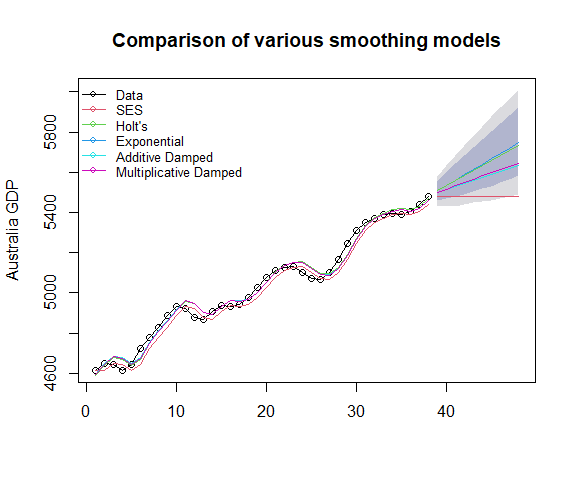 Comparison of various smoothing models
Data
SES
Holt's
Exponential
Additive Damped
Multiplicative Damped
Australia GDP
5800
5400
5000
4600
0 10 20 30 40